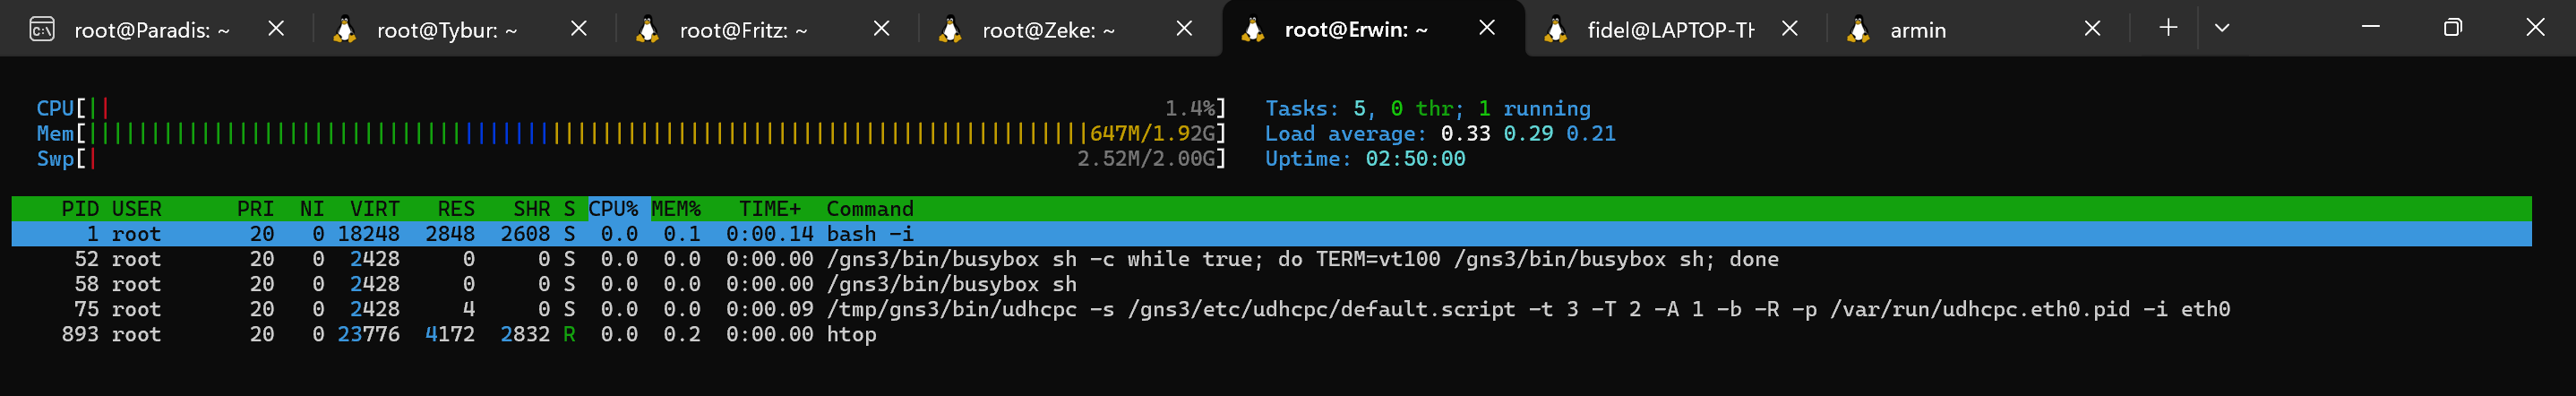 root@Paradis: ~ root@Tybur: ~ root@Fritz: ~ root@Zeke: ~ root@Erwin: ~ fidel@LAPTOP-TH armin
CPU[|| 1.4%] Tasks: 5, 0 thr; 1 running
Mem[||||||||||||||||||||||||||||||||||||||||||||||||||||||||||||||||||||||||||||||||647M/1.92G] Load average: 0.33 0.29 0.21
Swp[| 2.52M/2.00G] Uptime: 02:50:00
PID USER PRI NI VIRT RES SHR S CPU% MEM% TIME+ Command
1 root 20 0 18248 2848 2608 S 0.0 0.1 0:00.14 bash -i
52 root 20 0 2428 0 0 S 0.0 0.0 0:00.00 /gns3/bin/busybox sh -c while true; do TERM=vt100 /gns3/bin/busybox sh; done
58 root 20 0 2428 0 0 S 0.0 0.0 0:00.00 /gns3/bin/busybox sh
75 root 20 0 2428 4 0 S 0.0 0.0 0:00.09 /tmp/gns3/bin/udhcpc -s /gns3/etc/udhcpc/default.script -t 3 -T 2 -A 1 -b -R -p /var/run/udhcpc.eth0.pid -i eth0
893 root 20 0 23776 4172 2832 R 0.0 0.2 0:00.00 htop